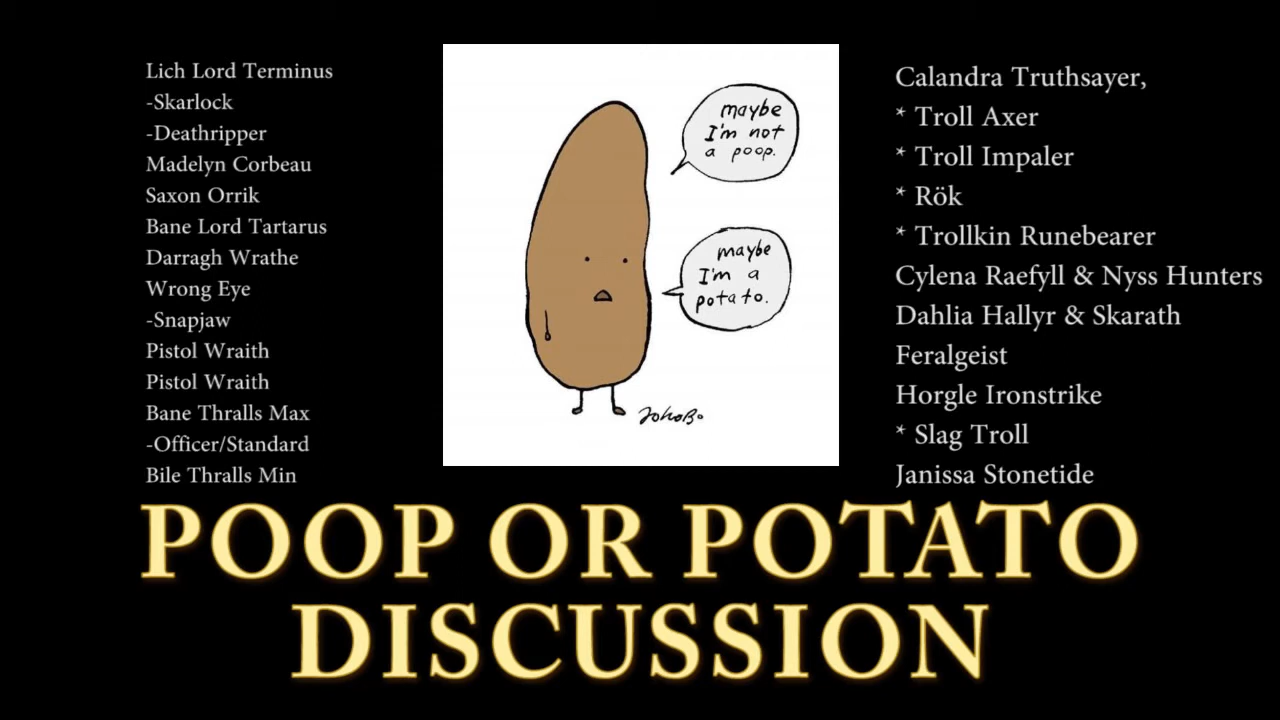 Lich Lord Terminus
-Skarlock
-Deathripper
Madelyn Corbeau
Saxon Orrik
Bane Lord Tartarus
Darragh Wrathe
Wrong Eye
-Snapjaw
Pistol Wraith
Pistol Wraith
Bane Thralls Max
-Officer/Standard
Bile Thralls Min
maybe
I'm not
a poop.
maybe
I'm a
potato.
JoHoBo
Calandra Truthsayer,
* Troll Axer
* Troll Impaler
* Rök
* Trollkin Runebearer
Cylena Raefyll & Nyss Hunters
Dahlia Hallyr & Skarath
Feralgeist
Horgle Ironstrike
* Slag Troll
Janissa Stonetide
POOP OR POTATO
DISCUSSION